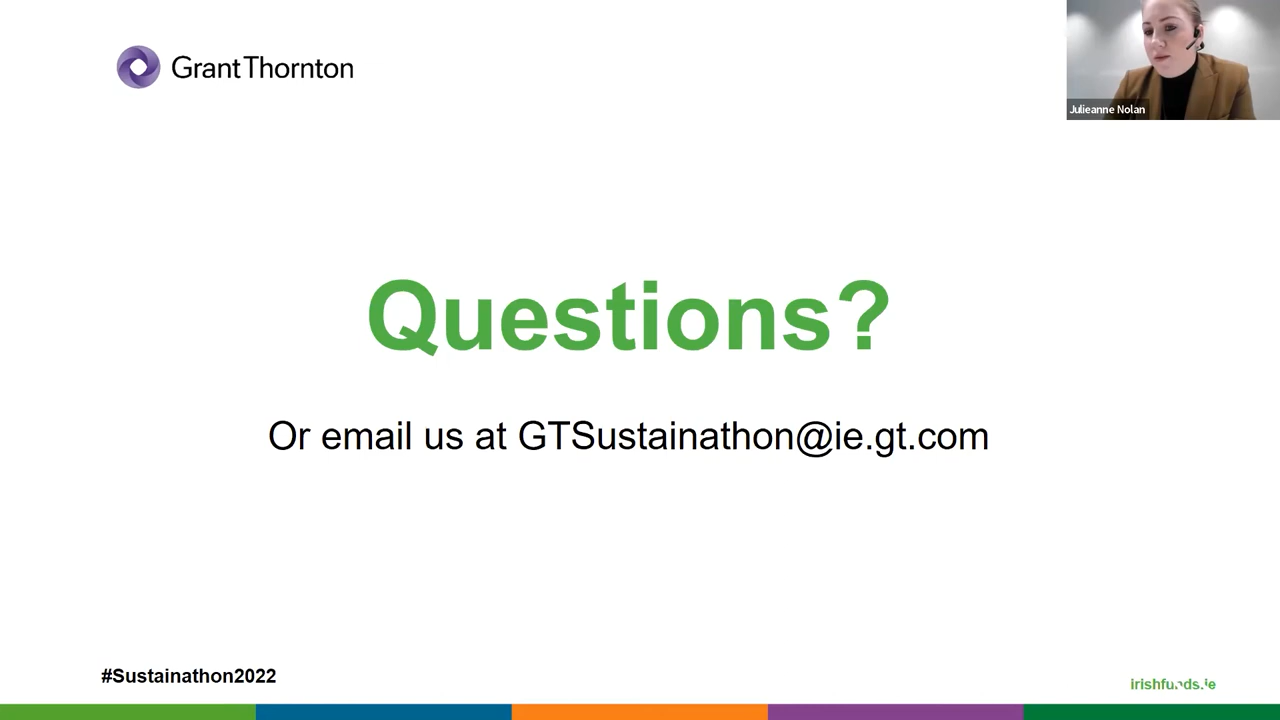 Grant Thornton
Julieanne Nolan
Questions?
Or email us at GTSustainathon@ie.gt.com
#Sustainathon2022
irishfunds.ie